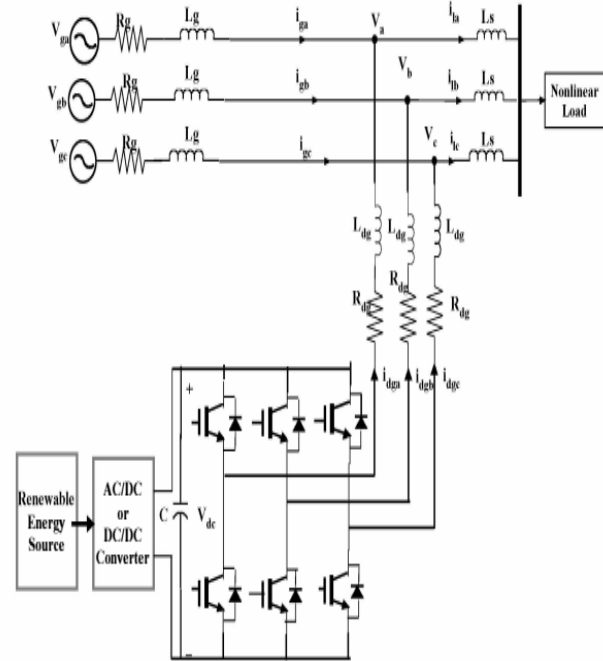 Vga Rg Lg iga Va ila Ls
Vgb Rg Lg igb Vb ilb Ls
Vgc Rg Lg igc Vc ilc Ls
Nonlinear
Load
Ldg Ldg Ldg
Rdg Rdg Rdg
idga idgb idgc
+
Renewable
Energy
Source
AC/DC
or
DC/DC
Converter
C Vdc
−